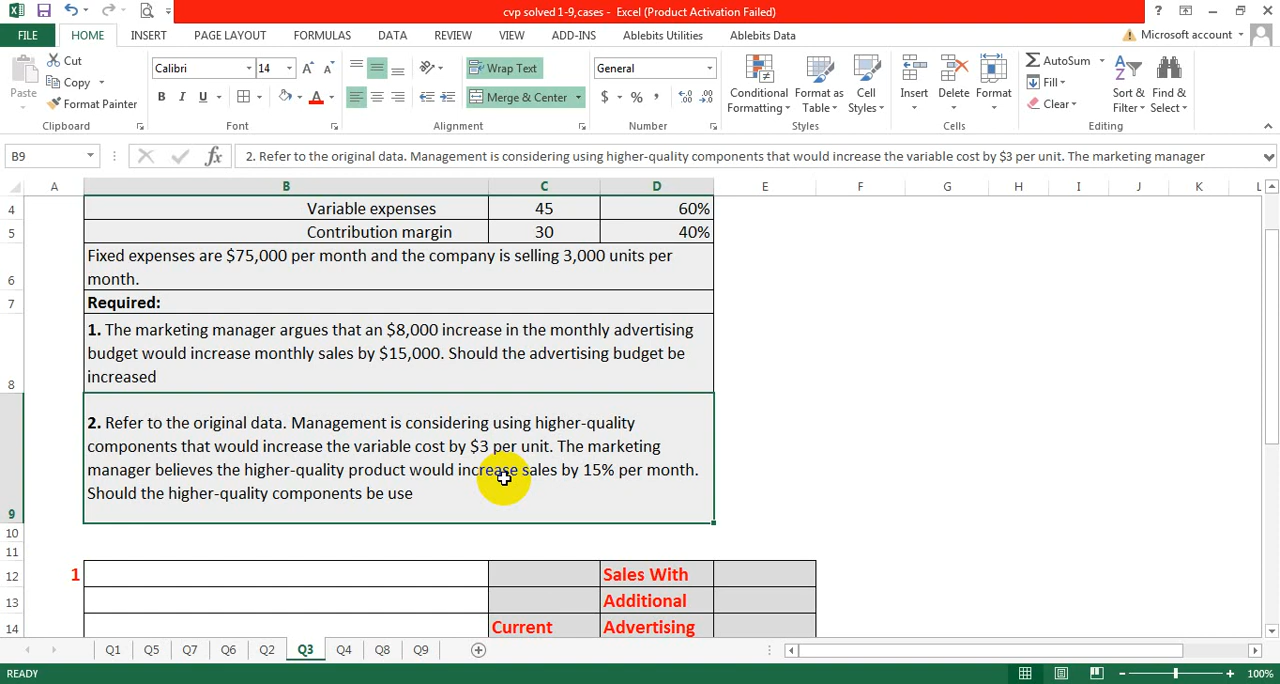 cvp solved 1-9,cases - Excel (Product Activation Failed)
FILE HOME INSERT PAGE LAYOUT FORMULAS DATA REVIEW VIEW ADD-INS Ablebits Utilities Ablebits Data Microsoft account
Paste
Cut
Copy
Format Painter
Clipboard
Calibri 14
B I U
Font
Wrap Text
Merge & Center
Alignment
General
$ % ,
Number
Conditional Formatting
Format as Table
Cell Styles
Styles
Insert Delete Format
Cells
AutoSum
Fill
Clear
Sort & Filter
Find & Select
Editing
B9 fx 2. Refer to the original data. Management is considering using higher-quality components that would increase the variable cost by $3 per unit. The marketing manager
A B C D E F G H I J K L
4 Variable expenses 45 60%
5 Contribution margin 30 40%
Fixed expenses are $75,000 per month and the company is selling 3,000 units per
6 month.
7 Required:
1. The marketing manager argues that an $8,000 increase in the monthly advertising
budget would increase monthly sales by $15,000. Should the advertising budget be
8 increased
2. Refer to the original data. Management is considering using higher-quality
components that would increase the variable cost by $3 per unit. The marketing
manager believes the higher-quality product would increase sales by 15% per month.
Should the higher-quality components be use
9
10
11
12 1 Sales With
13 Additional
14 Current Advertising
Q1 Q5 Q7 Q6 Q2 Q3 Q4 Q8 Q9
READY 100%